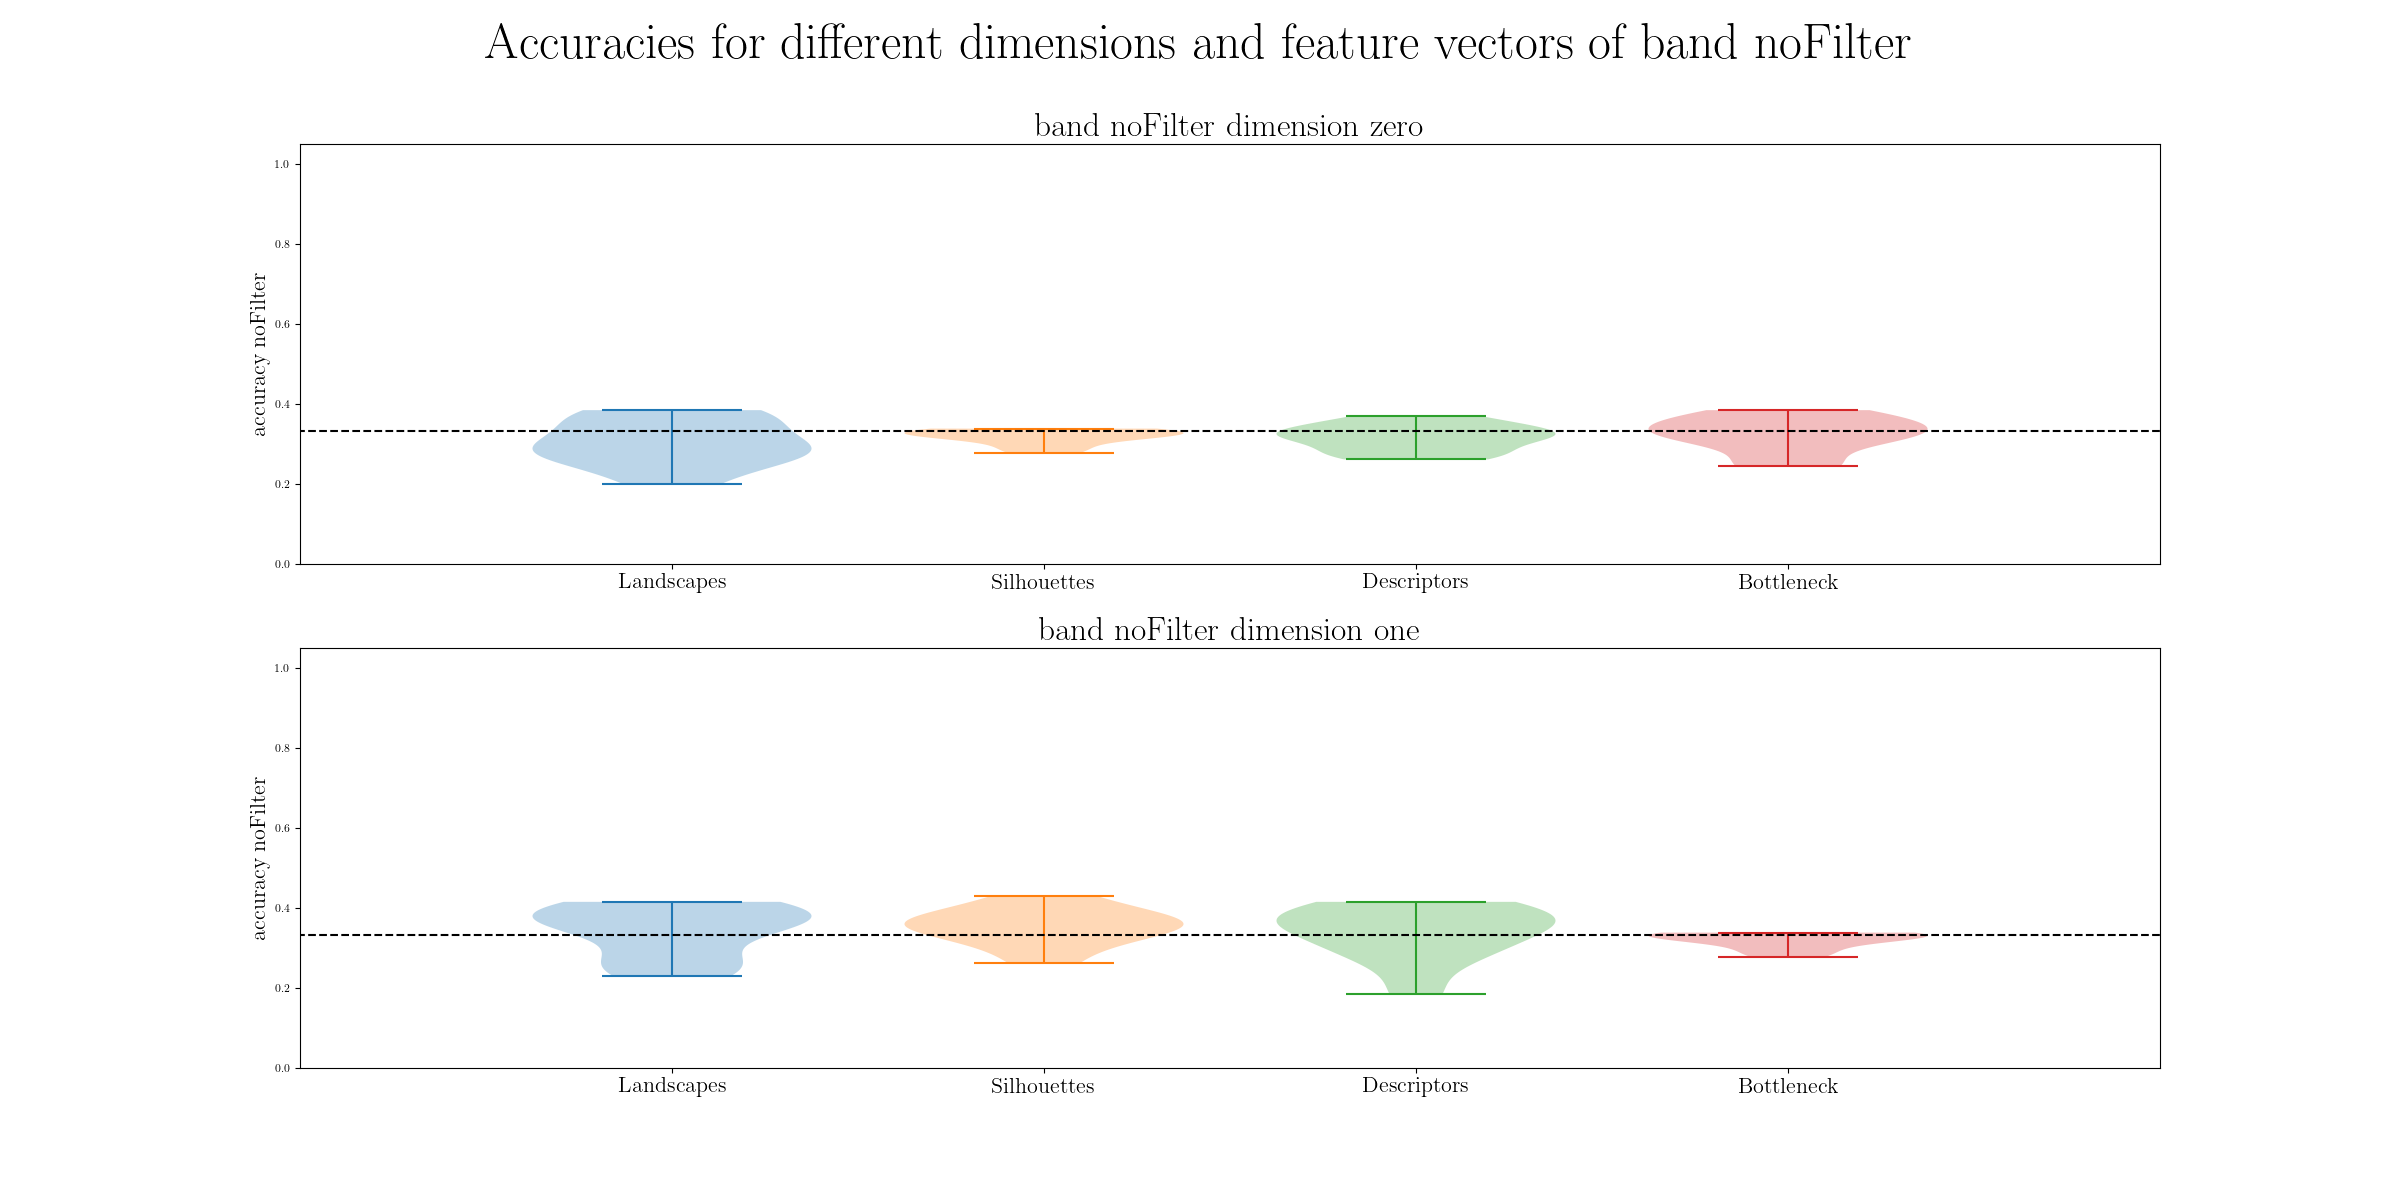 Accuracies for different dimensions and feature vectors of band noFilter
band noFilter dimension zero
accuracy noFilter
1.0
0.8
0.6
0.4
0.2
0.0
Landscapes Silhouettes Descriptors Bottleneck
band noFilter dimension one
accuracy noFilter
1.0
0.8
0.6
0.4
0.2
0.0
Landscapes Silhouettes Descriptors Bottleneck